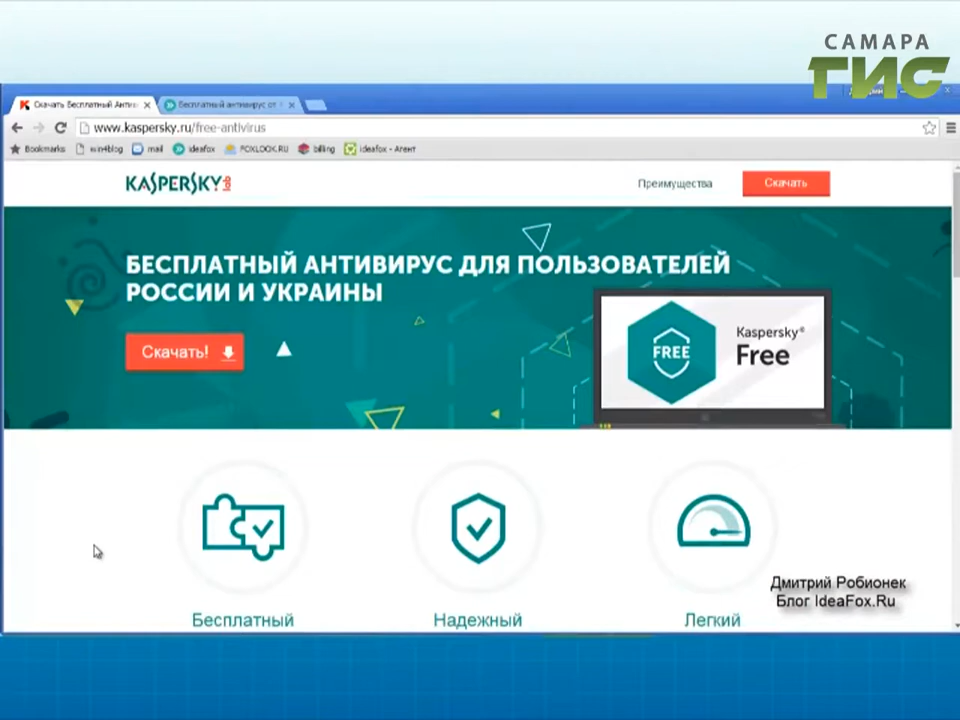 САМАРА
ГИС
Скачать Бесплатный Антив
Бесплатный антивирус от
www.kaspersky.ru/free-antivirus
Bookmarks win4blog mail ideafox FOXLOOK.RU billing ideafox - Агент
KASPERSKY lab
Преимущества
Скачать
БЕСПЛАТНЫЙ АНТИВИРУС ДЛЯ ПОЛЬЗОВАТЕЛЕЙ
РОССИИ И УКРАИНЫ
Скачать!
FREE
Kaspersky®
Free
Бесплатный
Надежный
Легкий
Дмитрий Робионек
Блог IdeaFox.Ru